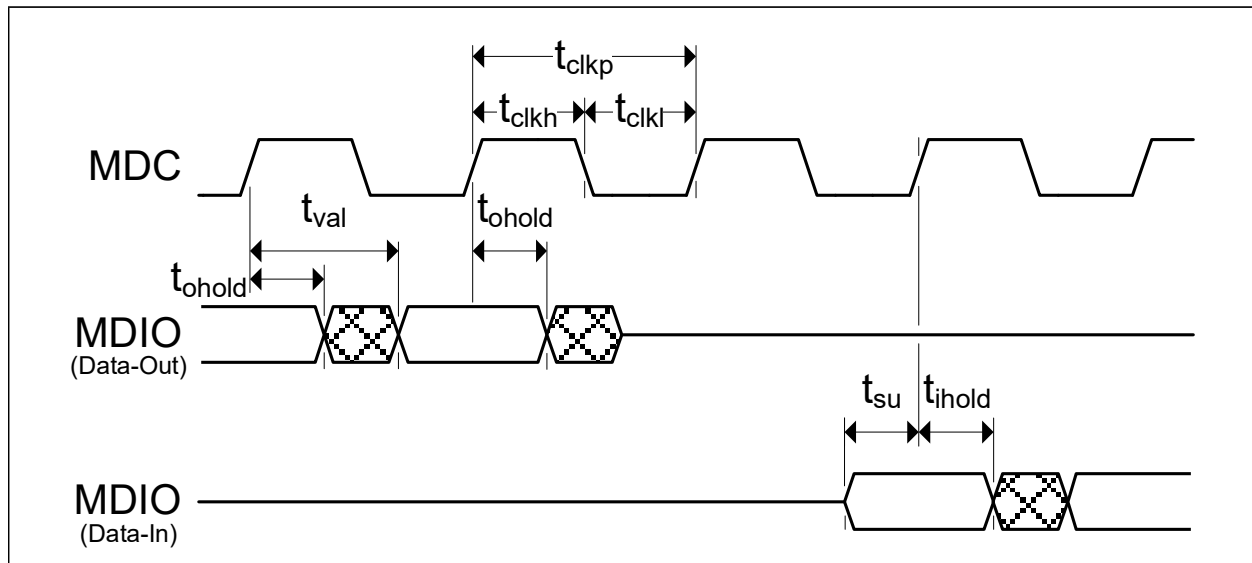 tclkp
tclkh tclkl
MDC
tval tohold
tohold
MDIO
(Data-Out)
tsu tihold
MDIO
(Data-In)